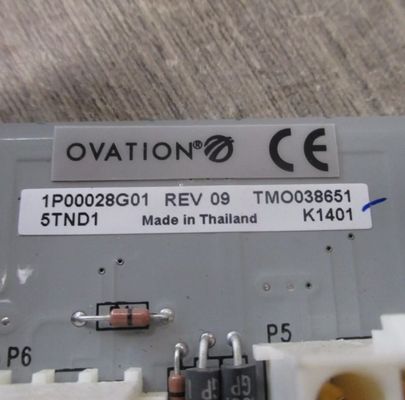 OVATION® CE
1P00028G01 REV 09 TMO038651
5TND1 Made in Thailand K1401
P5
P6